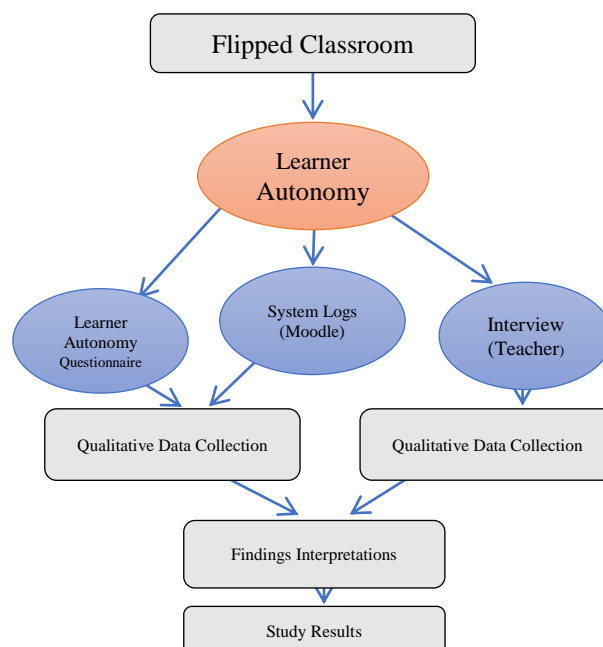 Flipped Classroom
Learner
Autonomy
Learner
Autonomy
Questionnaire
System Logs
(Moodle)
Interview
(Teacher)
Qualitative Data Collection
Qualitative Data Collection
Findings Interpretations
Study Results